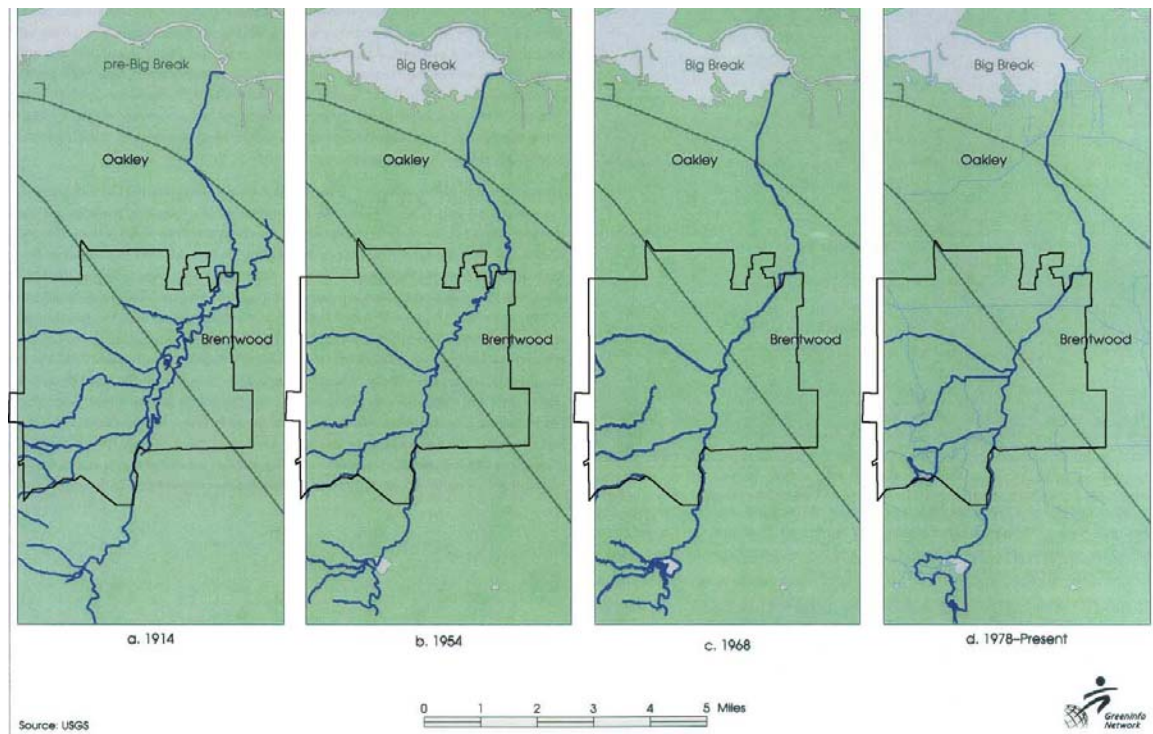 pre-Big Break
Big Break
Big Break
Big Break
Oakley
Oakley
Oakley
Oakley
Brentwood
Brentwood
Brentwood
Brentwood
a. 1914
b. 1954
c. 1968
d. 1978–Present
0 1 2 3 4 5 Miles
Source: USGS
GreenInfo
Network